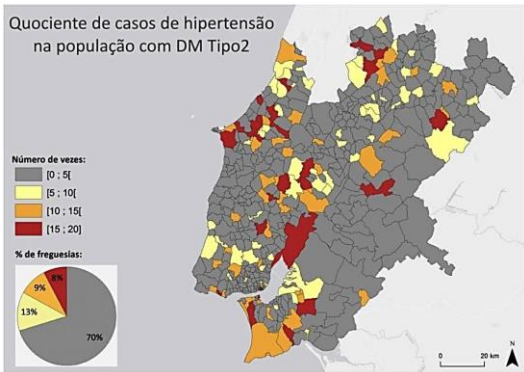 Quociente de casos de hipertensão
na população com DM Tipo2
Número de vezes:
[0 ; 5[
[5 ; 10[
[10 ; 15[
[15 ; 20]
% de freguesias:
8%
9%
13%
70%
N
0 20 km